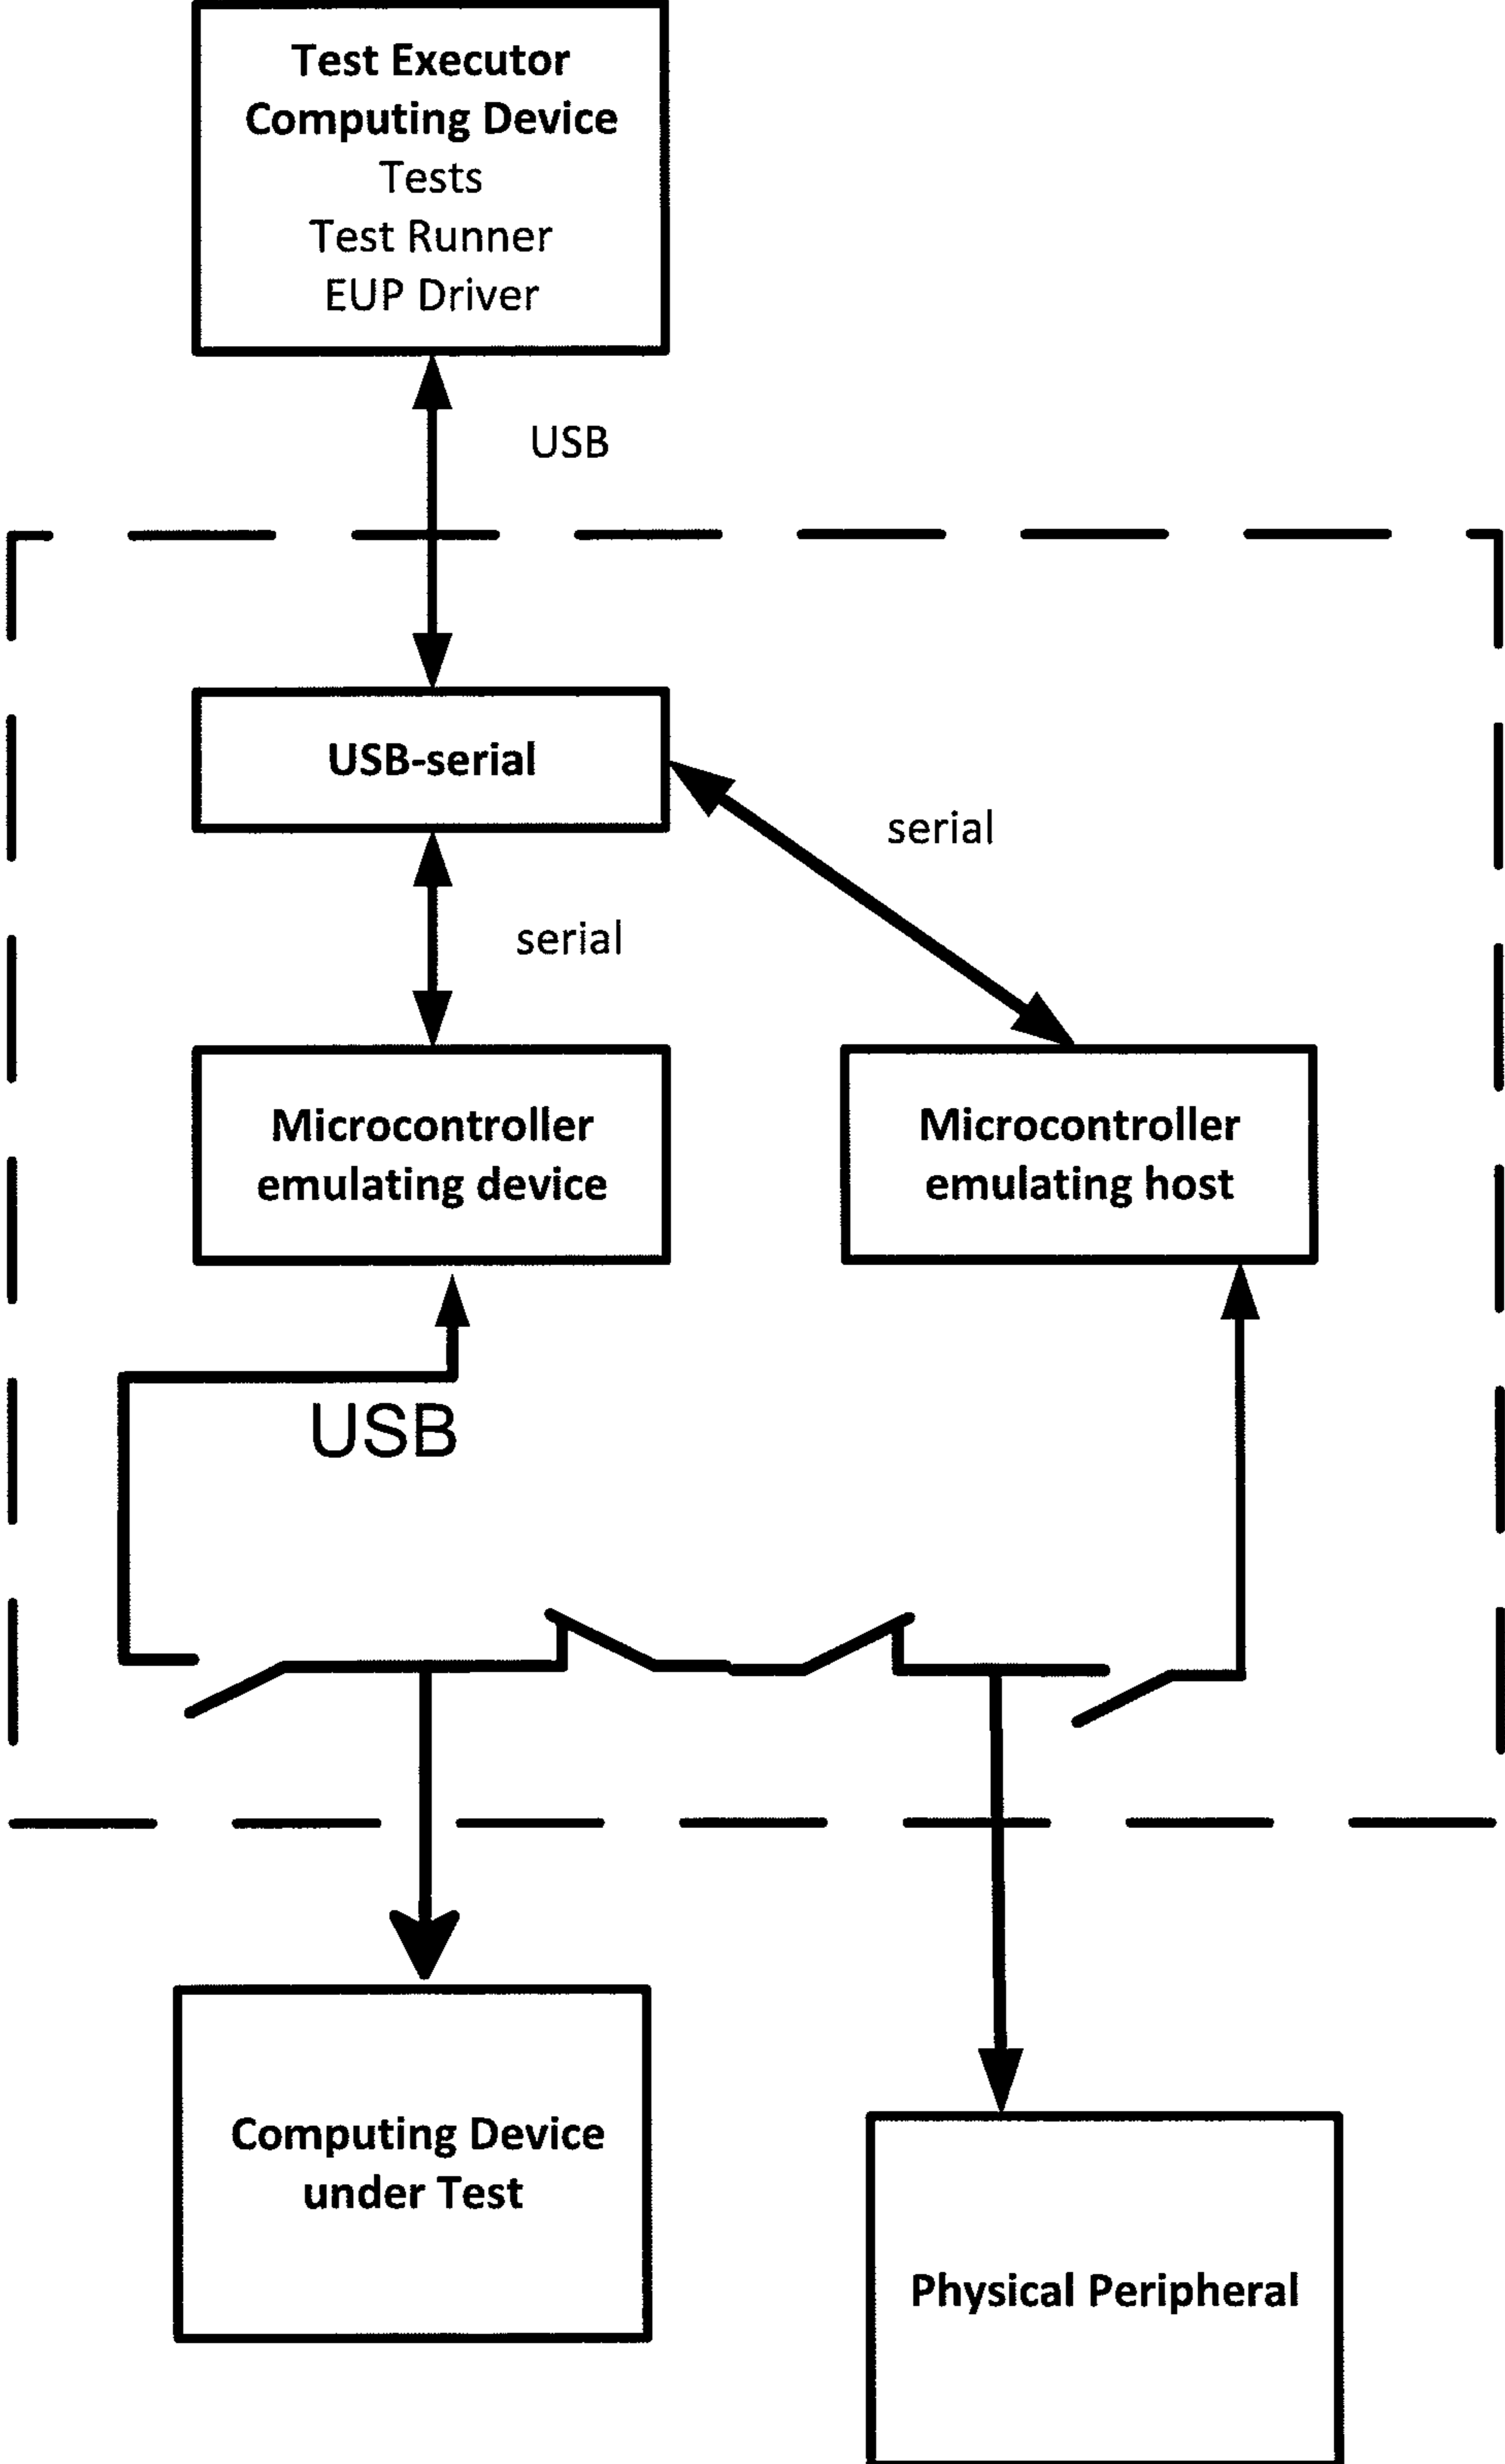 Test Executor
Computing Device
Tests
Test Runner
EUP Driver
USB
USB-serial
serial
serial
Microcontroller
emulating device
Microcontroller
emulating host
USB
Computing Device
under Test
Physical Peripheral